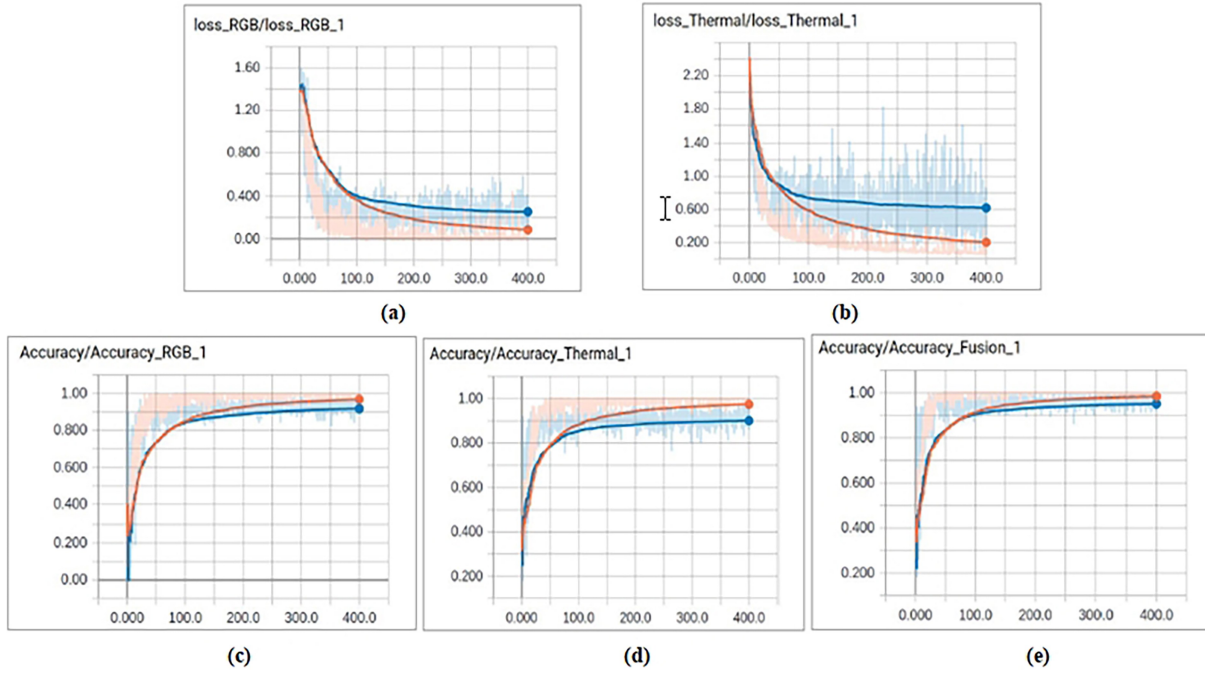 loss_RGB/loss_RGB_1
1.60
1.20
0.800
0.400
0.00
0.000 100.0 200.0 300.0 400.0
(a)
loss_Thermal/loss_Thermal_1
2.20
1.80
1.40
1.00
0.600
0.200
0.000 100.0 200.0 300.0 400.0
(b)
Accuracy/Accuracy_RGB_1
1.00
0.800
0.600
0.400
0.200
0.00
0.000 100.0 200.0 300.0 400.0
(c)
Accuracy/Accuracy_Thermal_1
1.00
0.800
0.600
0.400
0.200
0.000 100.0 200.0 300.0 400.0
(d)
Accuracy/Accuracy_Fusion_1
1.00
0.800
0.600
0.400
0.200
0.000 100.0 200.0 300.0 400.0
(e)